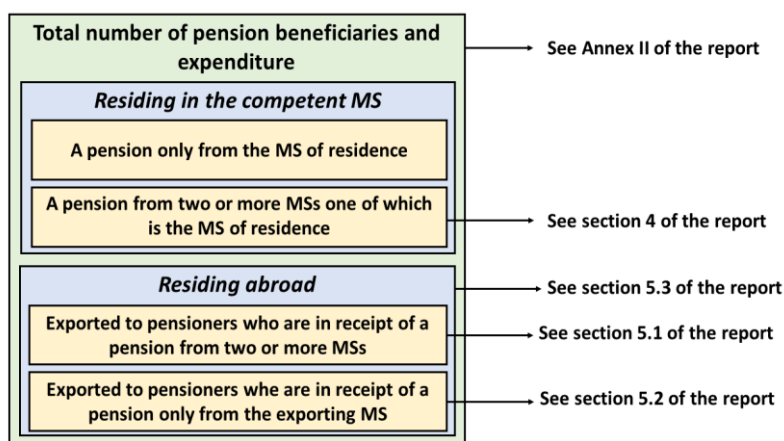 Total number of pension beneficiaries and
expenditure
See Annex II of the report
Residing in the competent MS
A pension only from the MS of residence
A pension from two or more MSs one of which
is the MS of residence
See section 4 of the report
Residing abroad
See section 5.3 of the report
Exported to pensioners who are in receipt of a
pension from two or more MSs
See section 5.1 of the report
Exported to pensioners who are in receipt of a
pension only from the exporting MS
See section 5.2 of the report